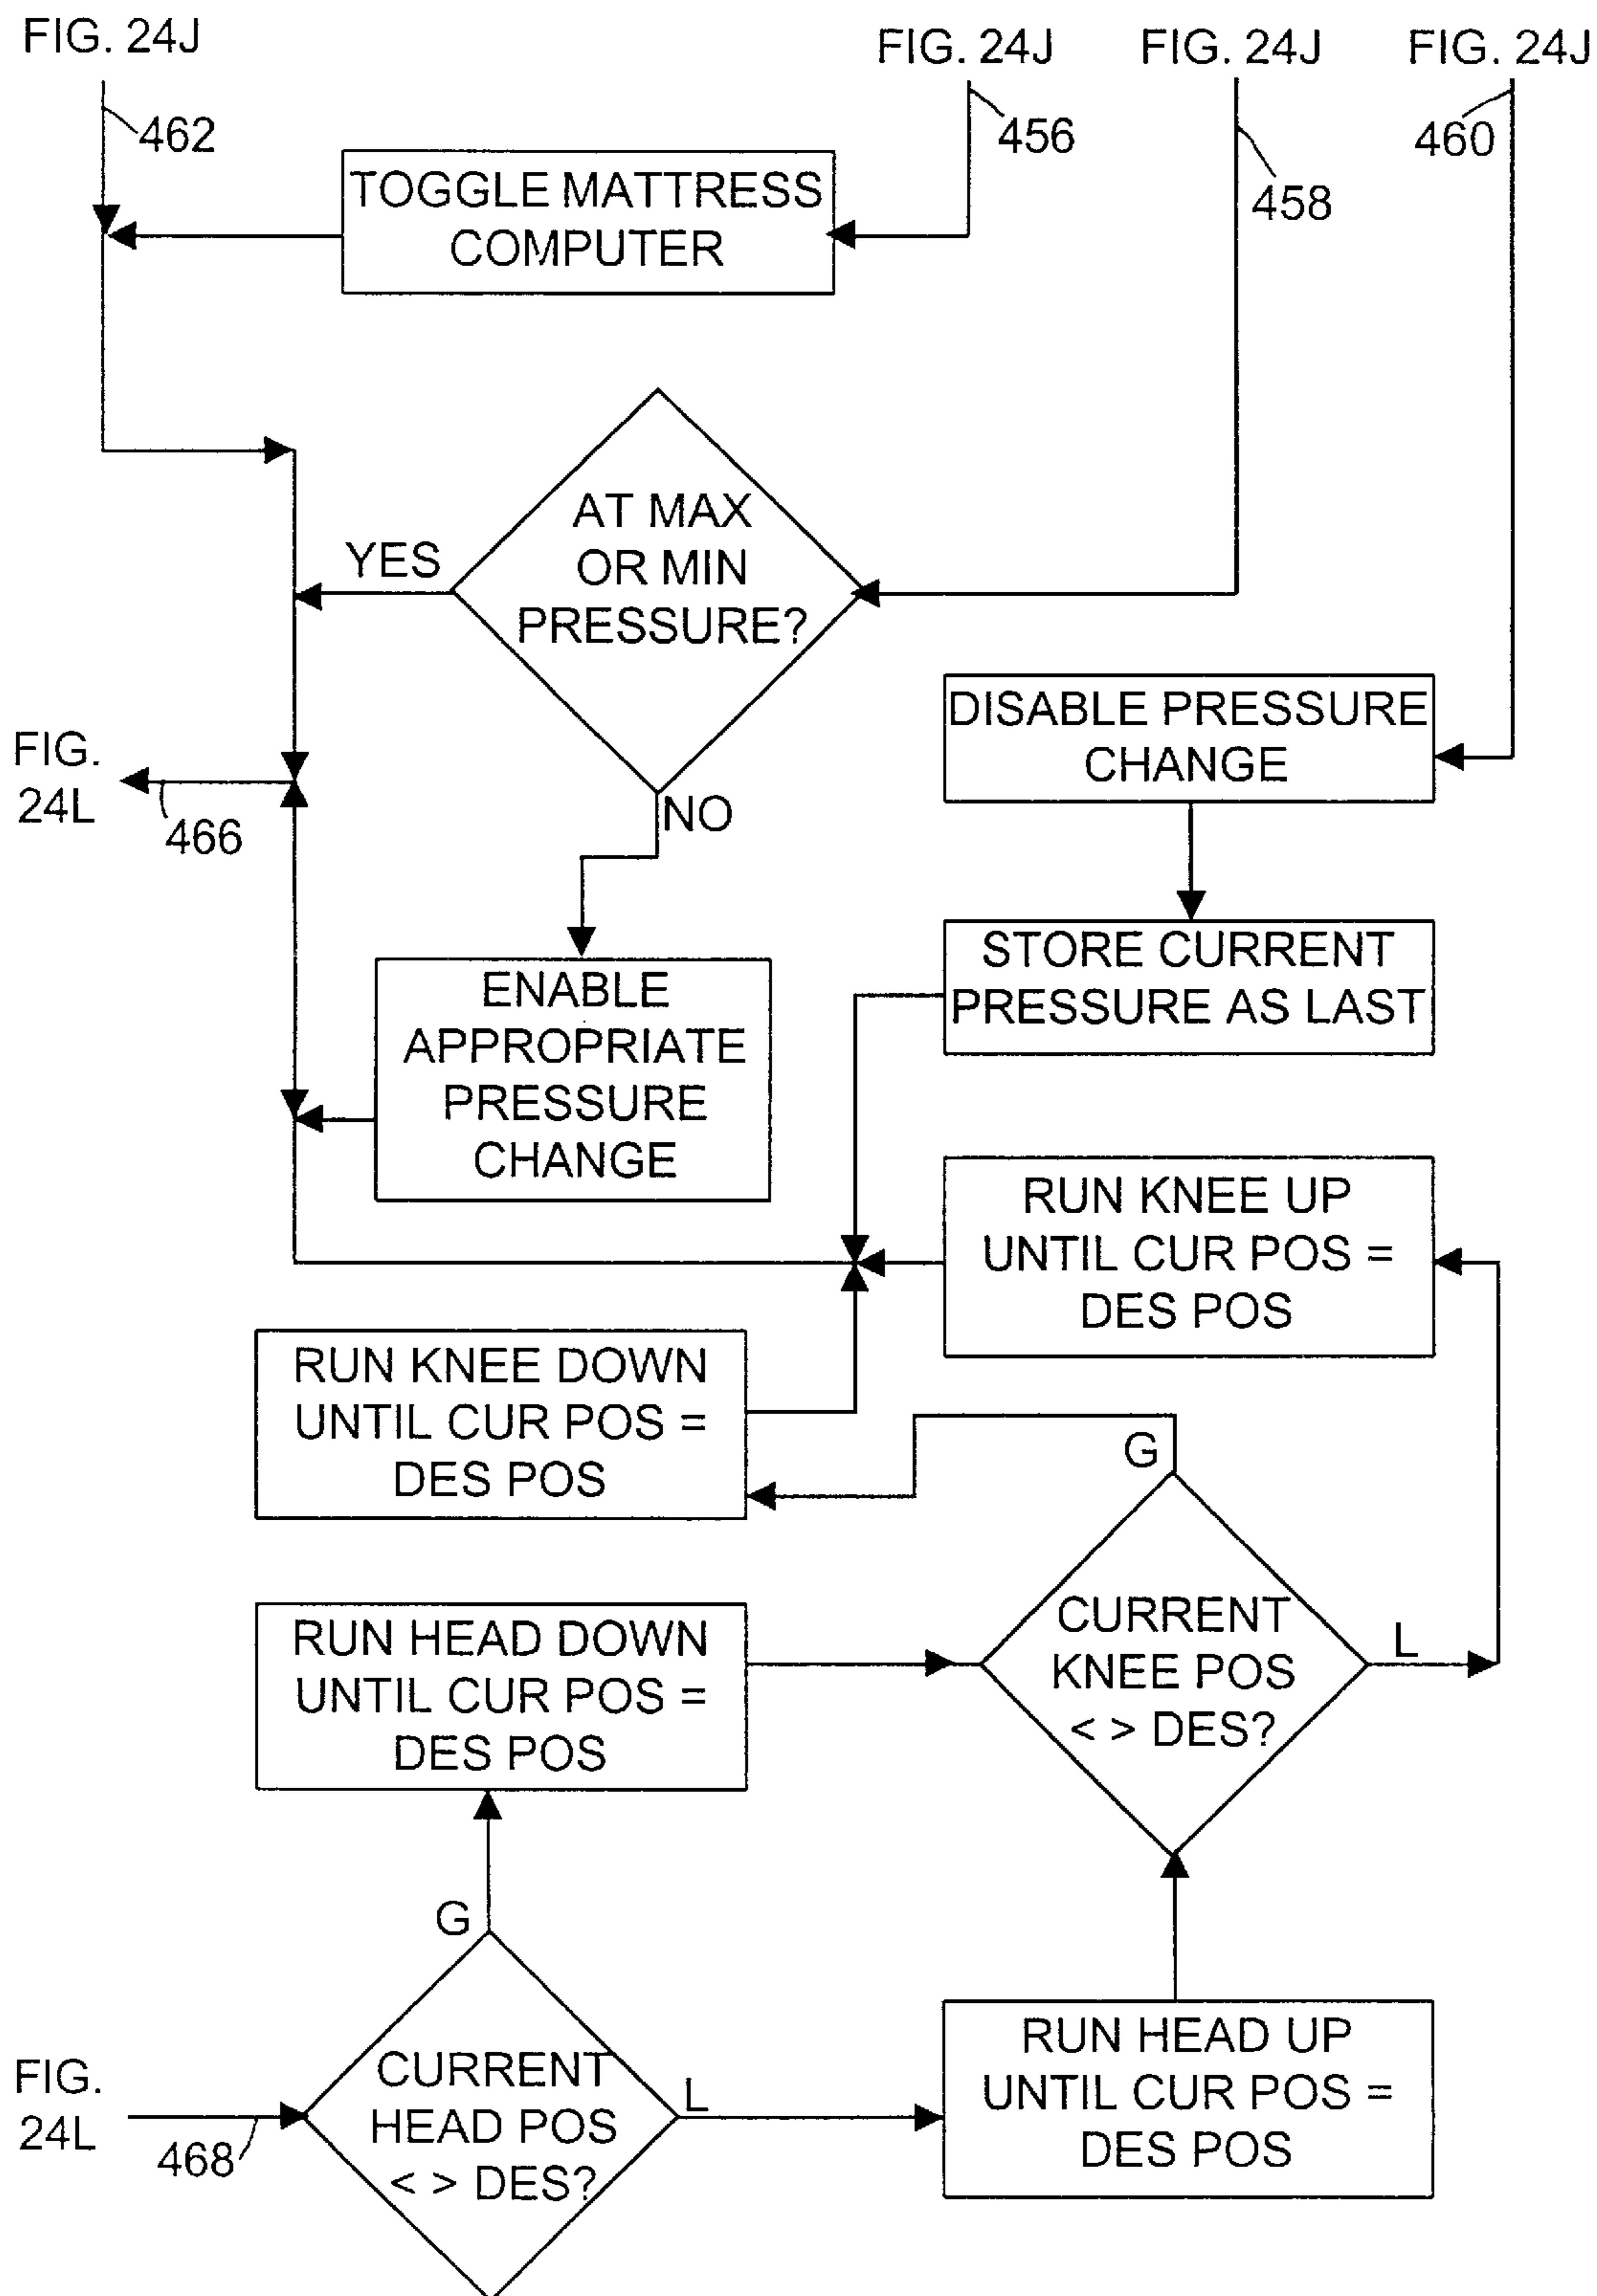 FIG. 24J
FIG. 24J
FIG. 24J
FIG. 24J
462
456
458
460
TOGGLE MATTRESS
COMPUTER
AT MAX
OR MIN
PRESSURE?
YES
NO
DISABLE PRESSURE
CHANGE
FIG.
24L
466
STORE CURRENT
PRESSURE AS LAST
ENABLE
APPROPRIATE
PRESSURE
CHANGE
RUN KNEE UP
UNTIL CUR POS =
DES POS
RUN KNEE DOWN
UNTIL CUR POS =
DES POS
G
CURRENT
KNEE POS
< > DES?
L
RUN HEAD DOWN
UNTIL CUR POS =
DES POS
G
CURRENT
HEAD POS
< > DES?
L
FIG.
24L
468
RUN HEAD UP
UNTIL CUR POS =
DES POS